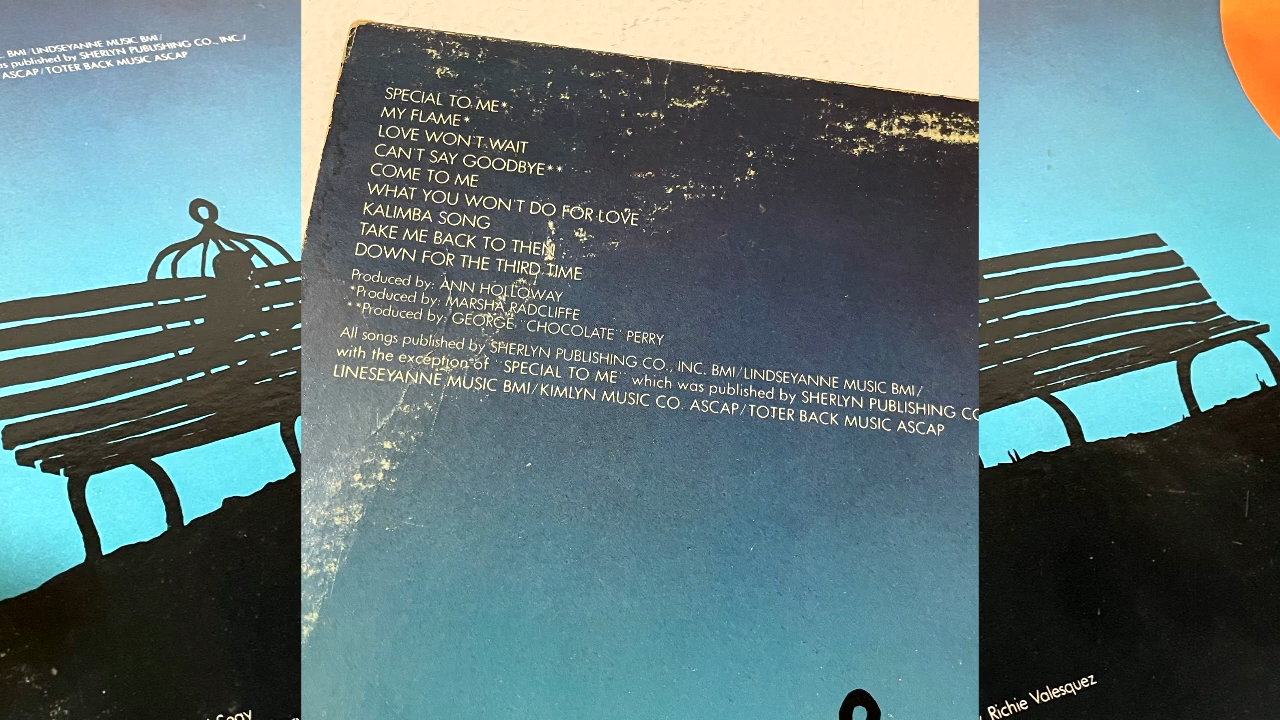 . BMI/LINDSEYANNE MUSIC BMI/
as published by SHERLYN PUBLISHING CO., INC./
ASCAP/TOTER BACK MUSIC ASCAP
SPECIAL TO ME*
MY FLAME*
LOVE WON'T WAIT
CAN'T SAY GOODBYE**
COME TO ME
WHAT YOU WON'T DO FOR LOVE
KALIMBA SONG
TAKE ME BACK TO THEN
DOWN FOR THE THIRD TIME
Produced by: ANN HOLLOWAY
*Produced by: MARSHA RADCLIFFE
**Produced by: GEORGE "CHOCOLATE" PERRY
All songs published by SHERLYN PUBLISHING CO., INC. BMI/LINDSEYANNE MUSIC BMI/
with the exception of "SPECIAL TO ME" which was published by SHERLYN PUBLISHING CO
LINESEYANNE MUSIC BMI/KIMLYN MUSIC CO. ASCAP/TOTER BACK MUSIC ASCAP
Richie Valesquez